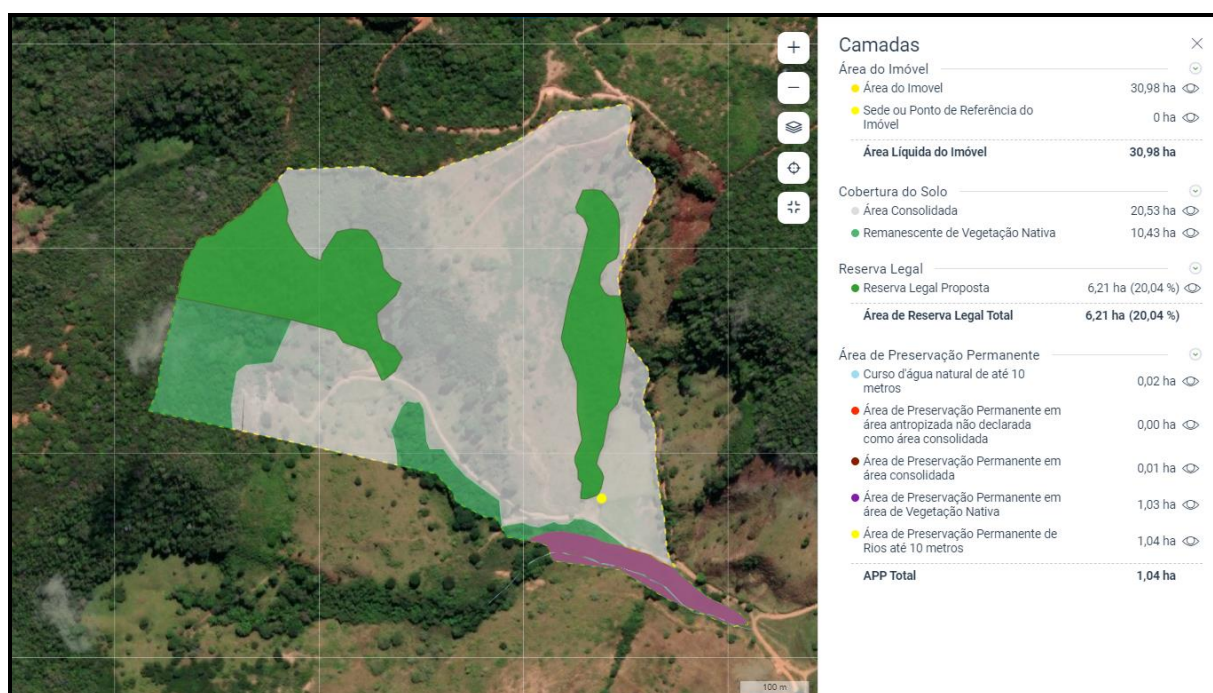 Camadas
Área do Imóvel
Área do Imovel 30,98 ha
Sede ou Ponto de Referência do
Imóvel 0 ha
Área Líquida do Imóvel 30,98 ha
Cobertura do Solo
Área Consolidada 20,53 ha
Remanescente de Vegetação Nativa 10,43 ha
Reserva Legal
Reserva Legal Proposta 6,21 ha (20,04 %)
Área de Reserva Legal Total 6,21 ha (20,04 %)
Área de Preservação Permanente
Curso d'água natural de até 10
metros 0,02 ha
Área de Preservação Permanente em
área antropizada não declarada
como área consolidada 0,00 ha
Área de Preservação Permanente em
área consolidada 0,01 ha
Área de Preservação Permanente em
área de Vegetação Nativa 1,03 ha
Área de Preservação Permanente de
Rios até 10 metros 1,04 ha
APP Total 1,04 ha
100 m